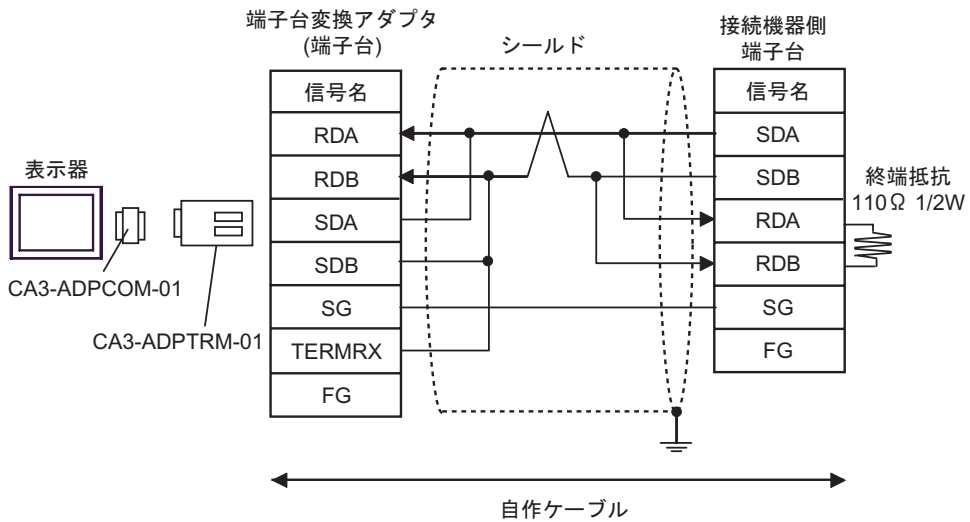 端子台変換アダプタ
(端子台)
シールド
接続機器側
端子台
表示器
CA3-ADPCOM-01
CA3-ADPTRM-01
信号名
RDA
RDB
SDA
SDB
SG
TERMRX
FG
信号名
SDA
SDB
RDA
RDB
SG
FG
終端抵抗
110Ω 1/2W
自作ケーブル